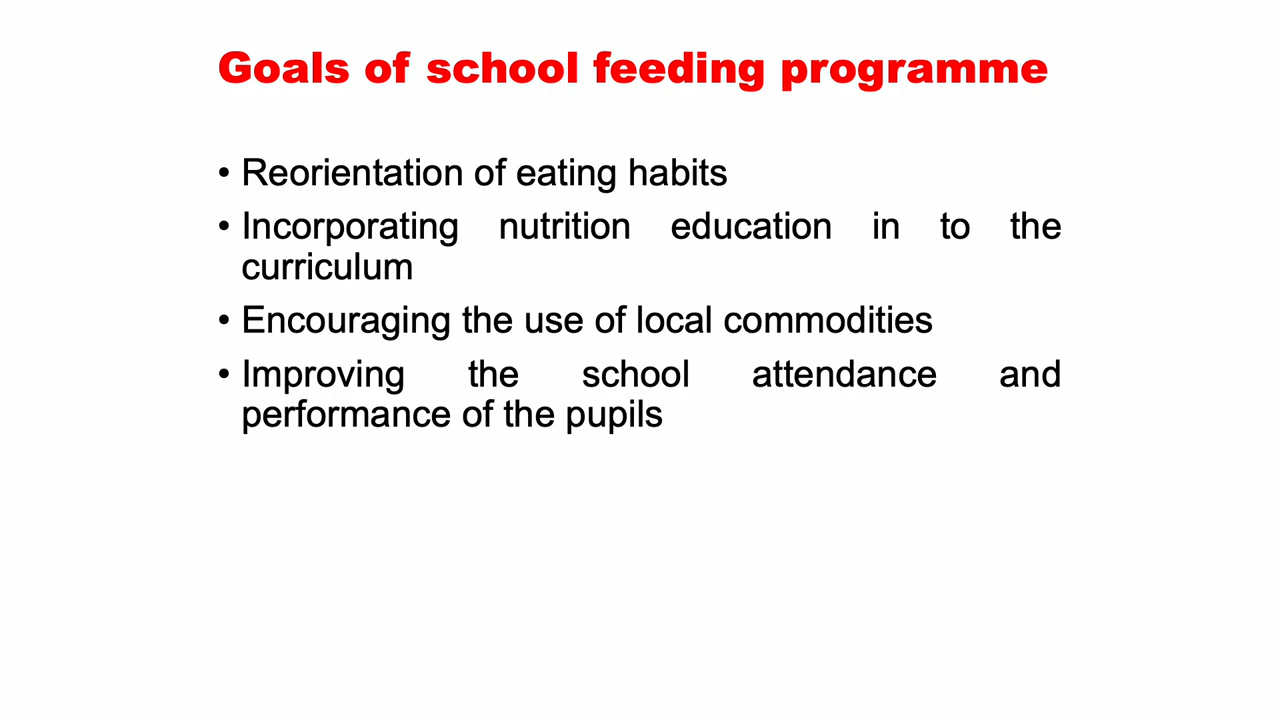 Goals of school feeding programme
• Reorientation of eating habits
• Incorporating nutrition education in to the
curriculum
• Encouraging the use of local commodities
• Improving the school attendance and
performance of the pupils